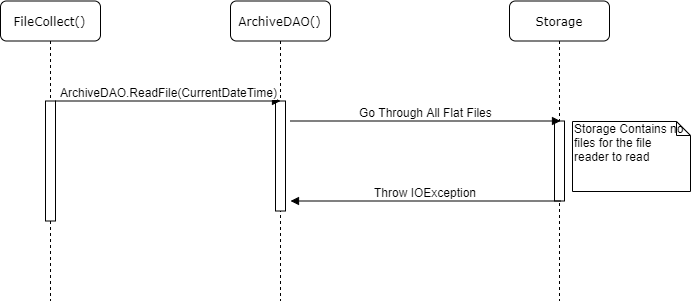 FileCollect()
ArchiveDAO()
Storage
ArchiveDAO.ReadFile(CurrentDateTime)
Go Through All Flat Files
Storage Contains no
files for the file
reader to read
Throw IOException